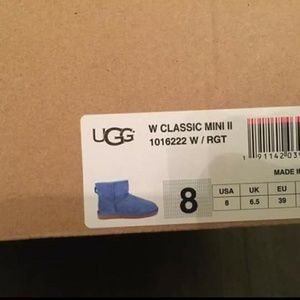 UGG
W CLASSIC MINI II
1016222 W / RGT
8
USA UK EU
8 6.5 39
MADE